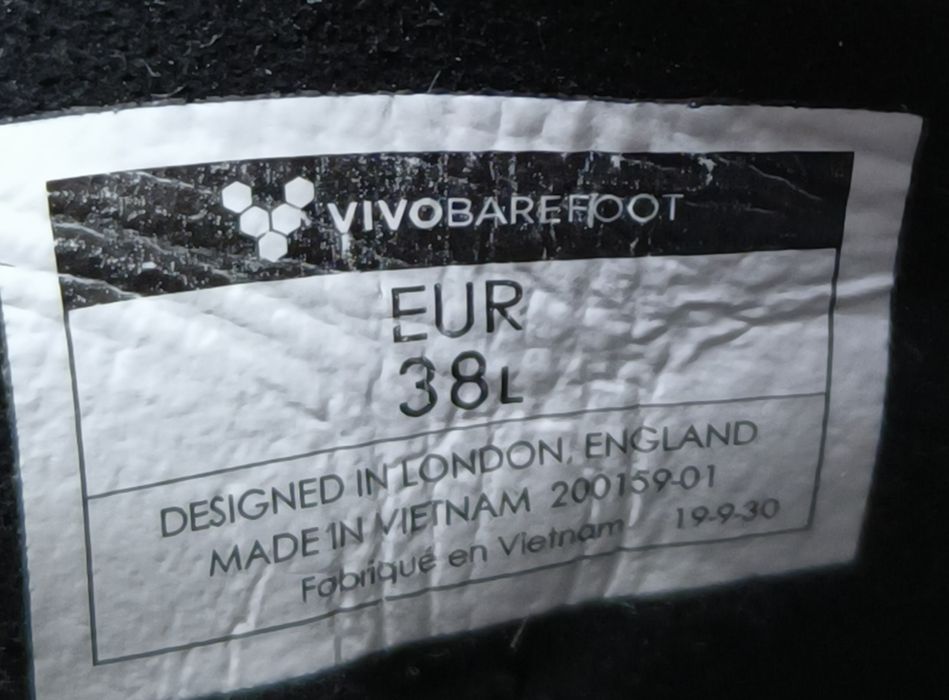 VIVOBAREFOOT
EUR
38L
DESIGNED IN LONDON, ENGLAND
MADE IN VIETNAM 200159-01
Fabriqué en Vietnam 19-9-30